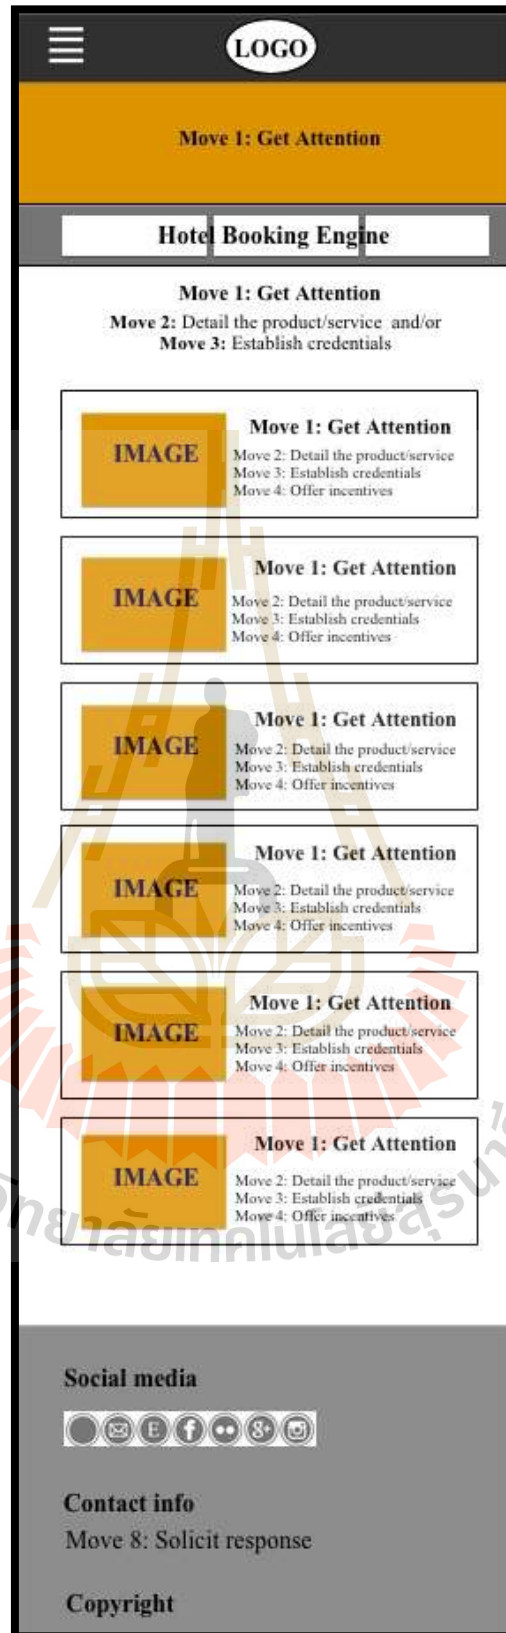 LOGO
Move 1: Get Attention
Hotel Booking Engine
Move 1: Get Attention
Move 2: Detail the product/service and/or
Move 3: Establish credentials
IMAGE
Move 1: Get Attention
Move 2: Detail the product/service
Move 3: Establish credentials
Move 4: Offer incentives
IMAGE
Move 1: Get Attention
Move 2: Detail the product/service
Move 3: Establish credentials
Move 4: Offer incentives
IMAGE
Move 1: Get Attention
Move 2: Detail the product/service
Move 3: Establish credentials
Move 4: Offer incentives
IMAGE
Move 1: Get Attention
Move 2: Detail the product/service
Move 3: Establish credentials
Move 4: Offer incentives
IMAGE
Move 1: Get Attention
Move 2: Detail the product/service
Move 3: Establish credentials
Move 4: Offer incentives
IMAGE
Move 1: Get Attention
Move 2: Detail the product/service
Move 3: Establish credentials
Move 4: Offer incentives
Social media
E f 8+
Contact info
Move 8: Solicit response
Copyright